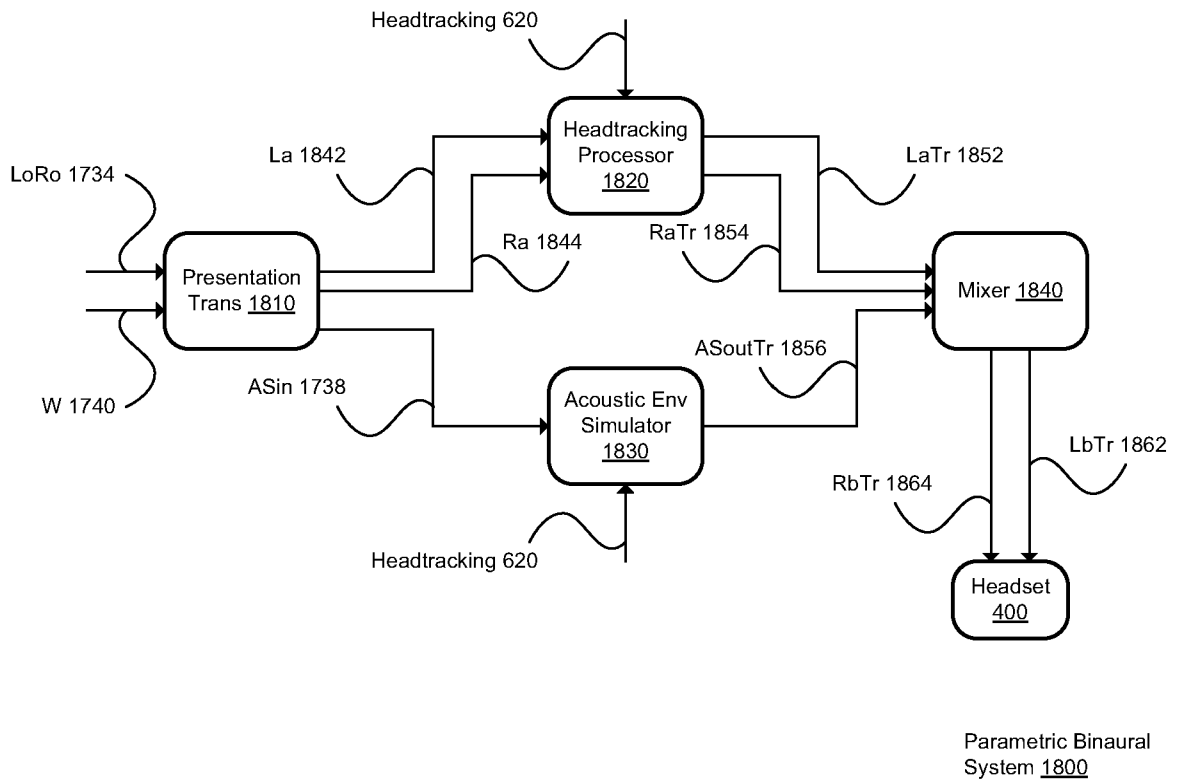 Headtracking 620
Headtracking
Processor
1820
La 1842
LaTr 1852
LoRo 1734
Ra 1844
RaTr 1854
Presentation
Trans 1810
Mixer 1840
ASin 1738
ASoutTr 1856
W 1740
Acoustic Env
Simulator
1830
LbTr 1862
RbTr 1864
Headtracking 620
Headset
400
Parametric Binaural
System 1800